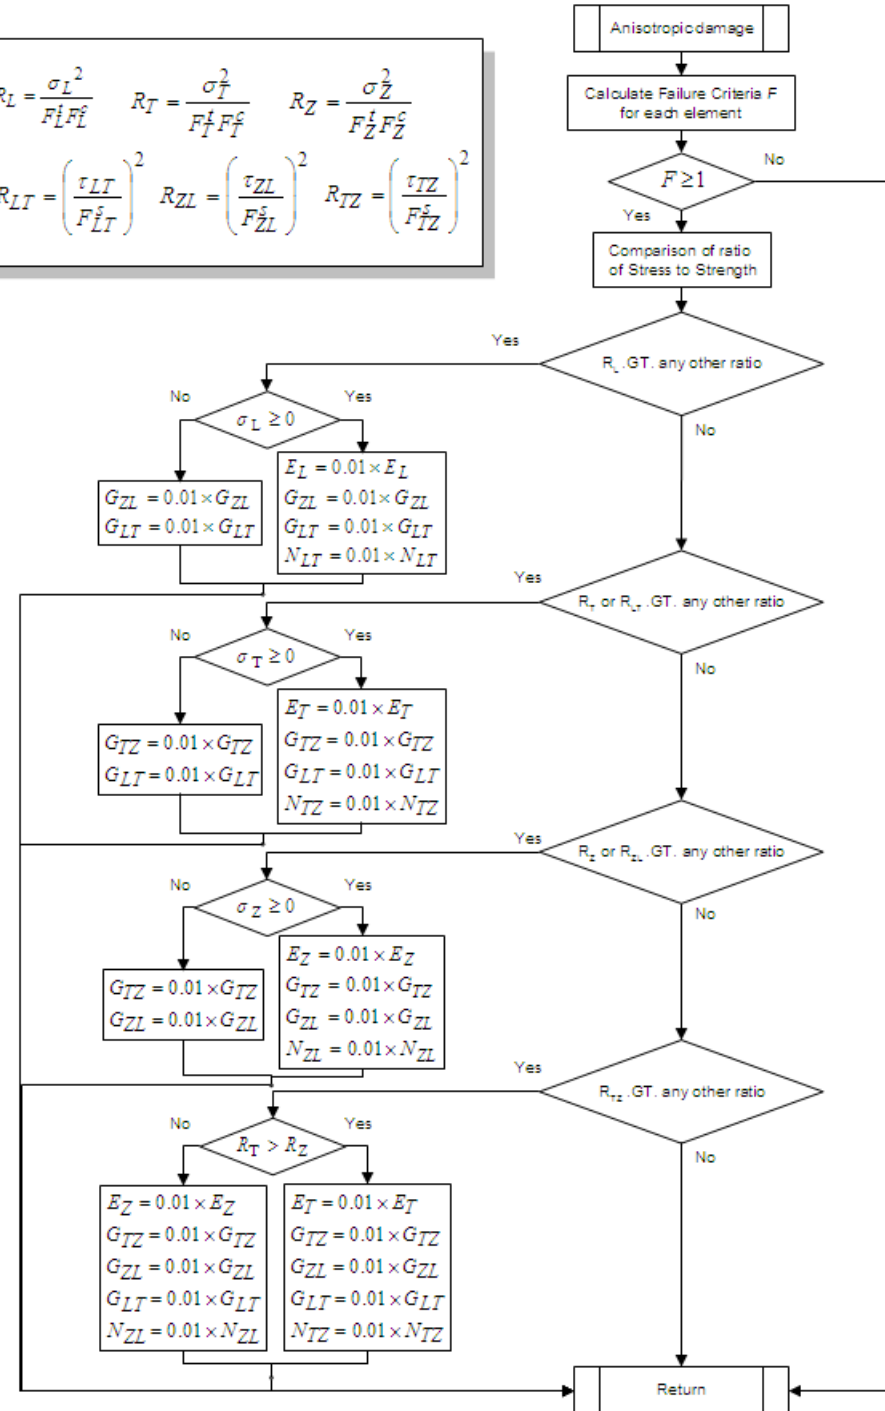 Anisotropic damage
R_L = σ_L² / F_L^t F_L^c   R_T = σ_T² / F_T^t F_T^c   R_Z = σ_Z² / F_Z^t F_Z^c
Calculate Failure Criteria F
for each element
R_LT = (τ_LT / F_LT^s)²   R_ZL = (τ_ZL / F_ZL^s)²   R_TZ = (τ_TZ / F_TZ^s)²
F ≥ 1
No
Yes
Comparison of ratio
of Stress to Strength
R_L .GT. any other ratio
Yes
No
σ_L ≥ 0
No
Yes
G_ZL = 0.01 × G_ZL
G_LT = 0.01 × G_LT
E_L = 0.01 × E_L
G_ZL = 0.01 × G_ZL
G_LT = 0.01 × G_LT
N_LT = 0.01 × N_LT
R_T or R_LT .GT. any other ratio
Yes
No
σ_T ≥ 0
No
Yes
G_TZ = 0.01 × G_TZ
G_LT = 0.01 × G_LT
E_T = 0.01 × E_T
G_TZ = 0.01 × G_TZ
G_LT = 0.01 × G_LT
N_TZ = 0.01 × N_TZ
R_Z or R_ZL .GT. any other ratio
Yes
No
σ_Z ≥ 0
No
Yes
G_TZ = 0.01 × G_TZ
G_ZL = 0.01 × G_ZL
E_Z = 0.01 × E_Z
G_TZ = 0.01 × G_TZ
G_ZL = 0.01 × G_ZL
N_ZL = 0.01 × N_ZL
R_TZ .GT. any other ratio
Yes
No
R_T > R_Z
No
Yes
E_Z = 0.01 × E_Z
G_TZ = 0.01 × G_TZ
G_ZL = 0.01 × G_ZL
G_LT = 0.01 × G_LT
N_ZL = 0.01 × N_ZL
E_T = 0.01 × E_T
G_TZ = 0.01 × G_TZ
G_ZL = 0.01 × G_ZL
G_LT = 0.01 × G_LT
N_TZ = 0.01 × N_TZ
Return